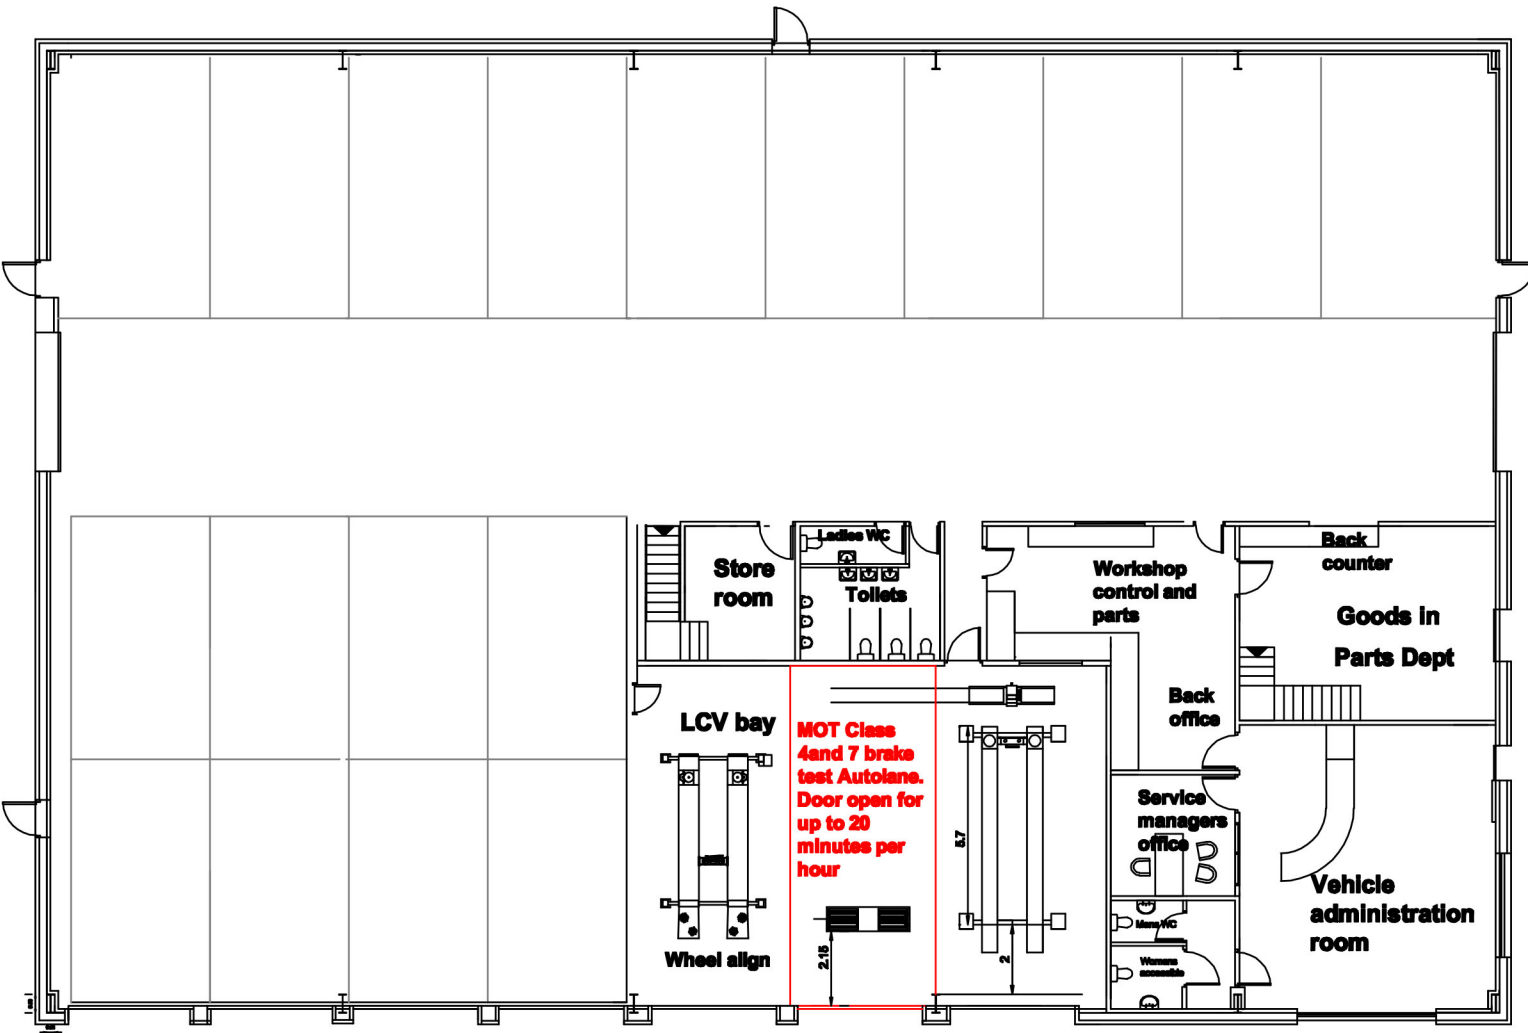 Ladies WC
Store
room
Toilets
Workshop
control and
parts
Back
counter
Goods in
Parts Dept
Back
office
LCV bay
MOT Class
4and 7 brake
test Autolane.
Door open for
up to 20
minutes per
hour
5.7
Service
managers
office
Vehicle
administration
room
Mens WC
Womens
accessible
Wheel align
2.15
2